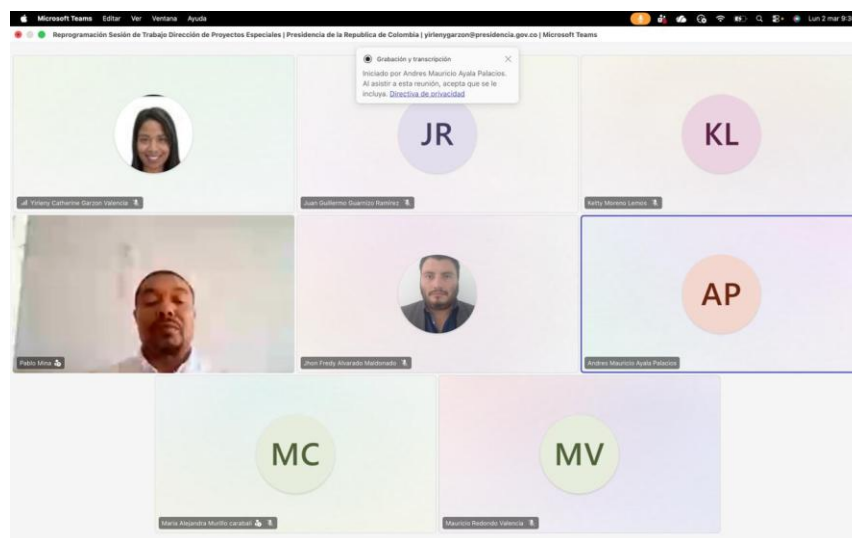 Microsoft Teams Editar Ver Ventana Ayuda
Lun 2 mar 9:3
Reprogramación Sesión de Trabajo Dirección de Proyectos Especiales | Presidencia de la Republica de Colombia | yirlenygarzon@presidencia.gov.co | Microsoft Teams
Grabación y transcripción
Iniciado por Andres Mauricio Ayala Palacios.
Al asistir a esta reunión, acepta que se le
incluya. Directiva de privacidad
JR
KL
Yirleny Catherine Garzon Valencia
Juan Guillermo Guarnizo Ramirez
Keitty Moreno Lemos
AP
Pablo Mina
Jhon Fredy Alvarado Maldonado
Andres Mauricio Ayala Palacios
MC
MV
Maria Alejandra Murillo carabali
Mauricio Redondo Valencia